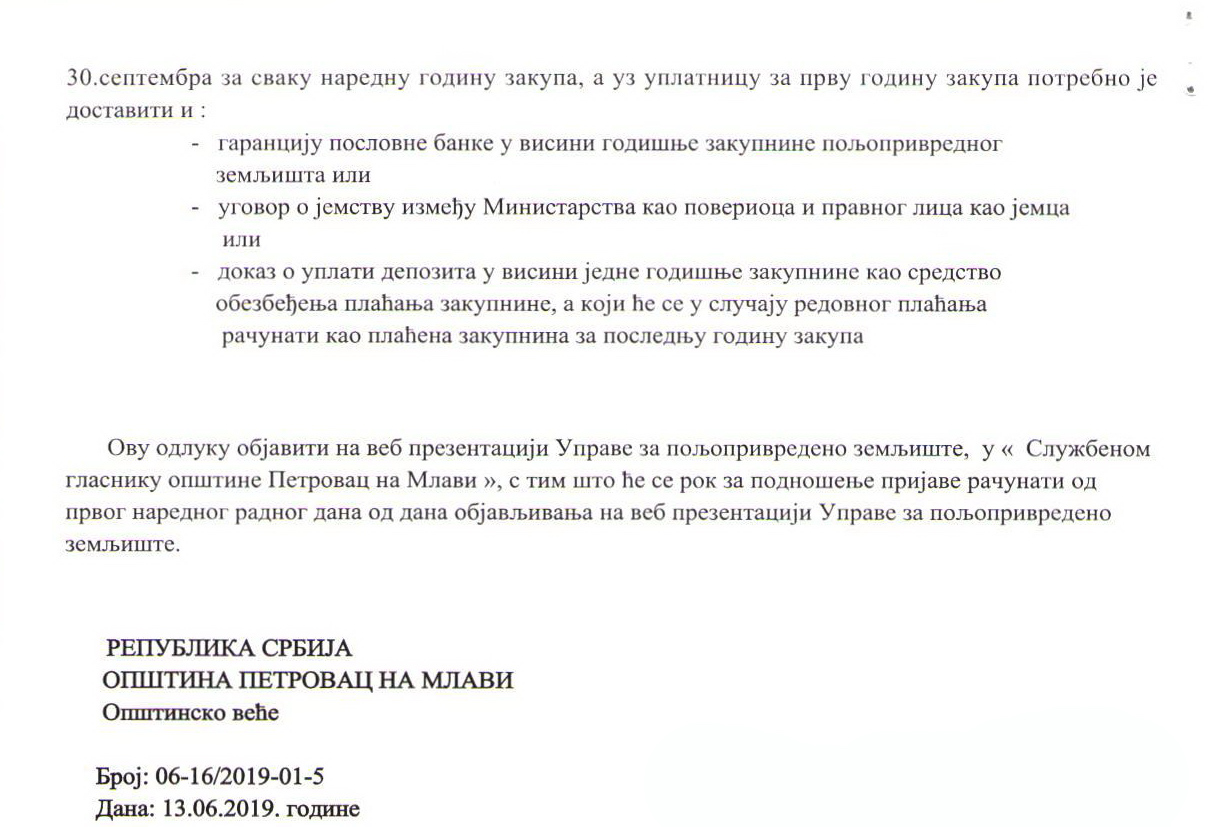 30.септембра за сваку наредну годину закупа, а уз уплатницу за прву годину закупа потребно је
доставити и :
- гаранцију пословне банке у висини годишње закупнине пољопривредног
земљишта или
- уговор о јемству између Министарства као повериоца и правног лица као јемца
или
- доказ о уплати депозита у висини једне годишње закупнине као средство
обезбеђења плаћања закупнине, а који ће се у случају редовног плаћања
рачунати као плаћена закупнина за последњу годину закупа
Ову одлуку објавити на веб презентацији Управе за пољопривредено земљиште, у « Службеном
гласнику општине Петровац на Млави », с тим што ће се рок за подношење пријаве рачунати од
првог наредног радног дана од дана објављивања на веб презентацији Управе за пољопривредено
земљиште.
РЕПУБЛИКА СРБИЈА
ОПШТИНА ПЕТРОВАЦ НА МЛАВИ
Општинско веће
Број: 06-16/2019-01-5
Дана: 13.06.2019. године